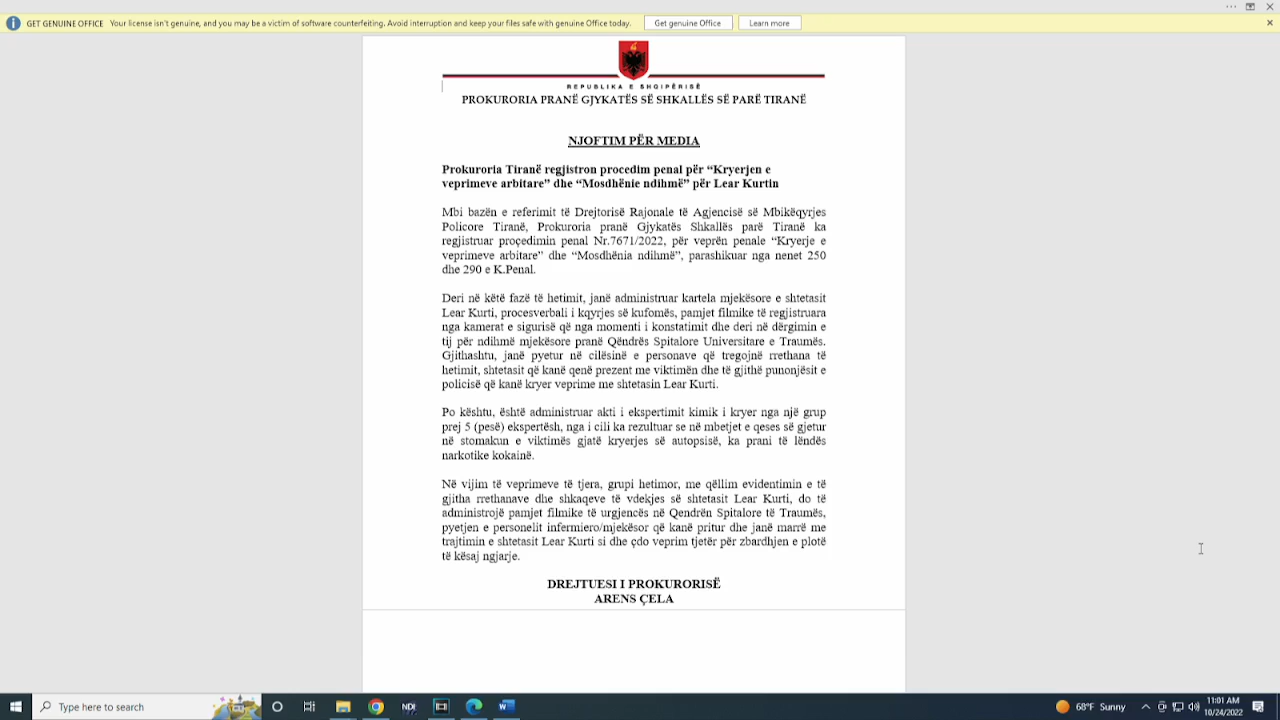 GET GENUINE OFFICE Your license isn't genuine, and you may be a victim of software counterfeiting. Avoid interruption and keep your files safe with genuine Office today. Get genuine Office Learn more
REPUBLIKA E SHQIPËRISË
PROKURORIA PRANË GJYKATËS SË SHKALLËS SË PARË TIRANË
NJOFTIM PËR MEDIA
Prokuroria Tiranë regjistron procedim penal për “Kryerjen e
veprimeve arbitare” dhe “Mosdhënie ndihmë” për Lear Kurtin
Mbi bazën e referimit të Drejtorisë Rajonale të Agjencisë së Mbikëqyrjes
Policore Tiranë, Prokuroria pranë Gjykatës Shkallës parë Tiranë ka
regjistruar proçedimin penal Nr.7671/2022, për veprën penale “Kryerje e
veprimeve arbitare” dhe “Mosdhënia ndihmë”, parashikuar nga nenet 250
dhe 290 e K.Penal.
Deri në këtë fazë të hetimit, janë administruar kartela mjekësore e shtetasit
Lear Kurti, procesverbali i kqyrjes së kufomës, pamjet filmike të regjistruara
nga kamerat e sigurisë që nga momenti i konstatimit dhe deri në dërgimin e
tij për ndihmë mjekësore pranë Qëndrës Spitalore Universitare e Traumës.
Gjithashtu, janë pyetur në cilësinë e personave që tregojnë rrethana të
hetimit, shtetasit që kanë qenë prezent me viktimën dhe të gjithë punonjësit e
policisë që kanë kryer veprime me shtetasin Lear Kurti.
Po kështu, është administruar akti i ekspertimit kimik i kryer nga një grup
prej 5 (pesë) ekspertësh, nga i cili ka rezultuar se në mbetjet e qeses së gjetur
në stomakun e viktimës gjatë kryerjes së autopsisë, ka prani të lëndës
narkotike kokainë.
Në vijim të veprimeve të tjera, grupi hetimor, me qëllim evidentimin e të
gjitha rrethanave dhe shkaqeve të vdekjes së shtetasit Lear Kurti, do të
administrojë pamjet filmike të urgjencës në Qendrën Spitalore të Traumës,
pyetjen e personelit infermiero/mjekësor që kanë pritur dhe janë marrë me
trajtimin e shtetasit Lear Kurti si dhe çdo veprim tjetër për zbardhjen e plotë
të kësaj ngjarje.
DREJTUESI I PROKURORISË
ARENS ÇELA
Type here to search
68°F Sunny
11:01 AM
10/24/2022